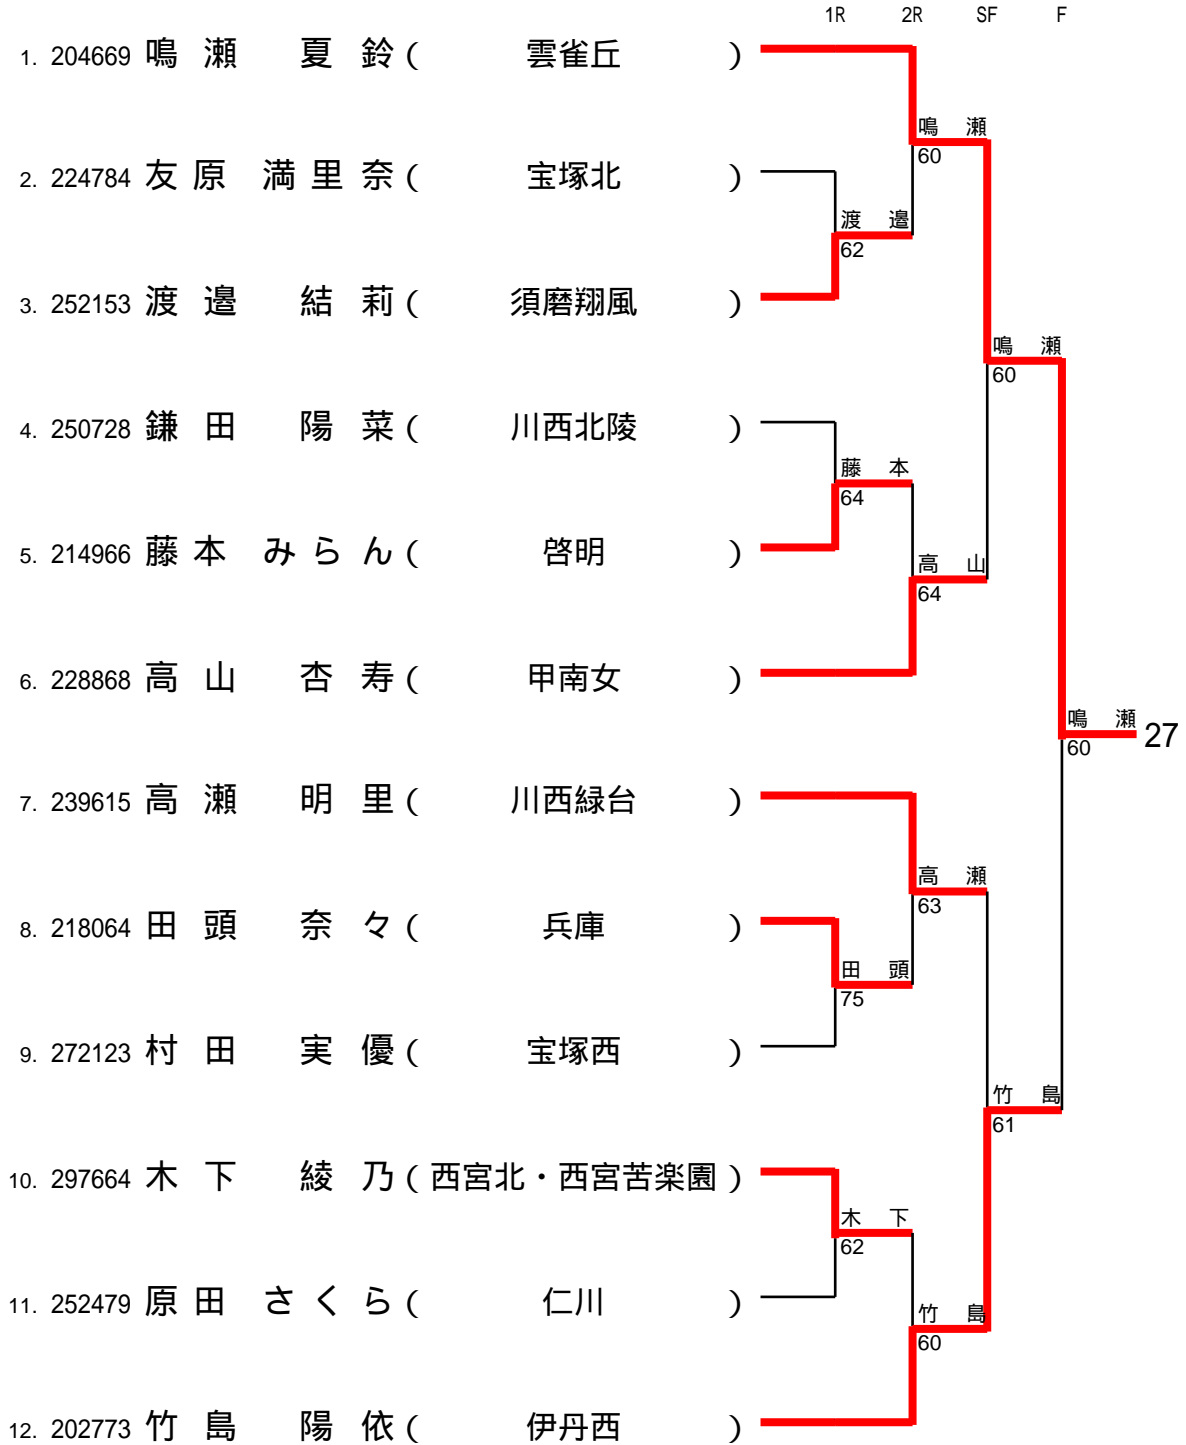 1R 2R SF F
1. 204669 鳴瀬 夏鈴 ( 雲雀丘 )
鳴瀬
60
2. 224784 友原 満里奈 ( 宝塚北 )
渡邉
62
3. 252153 渡邉 結莉 ( 須磨翔風 )
鳴瀬
60
4. 250728 鎌田 陽菜 ( 川西北陵 )
藤本
64
5. 214966 藤本 みらん ( 啓明 )
高山
64
6. 228868 高山 杏寿 ( 甲南女 )
鳴瀬
60 27
7. 239615 高瀬 明里 ( 川西緑台 )
高瀬
63
8. 218064 田頭 奈々 ( 兵庫 )
田頭
75
9. 272123 村田 実優 ( 宝塚西 )
竹島
61
10. 297664 木下 綾乃 ( 西宮北・西宮苦楽園 )
木下
62
11. 252479 原田 さくら ( 仁川 )
竹島
60
12. 202773 竹島 陽依 ( 伊丹西 )